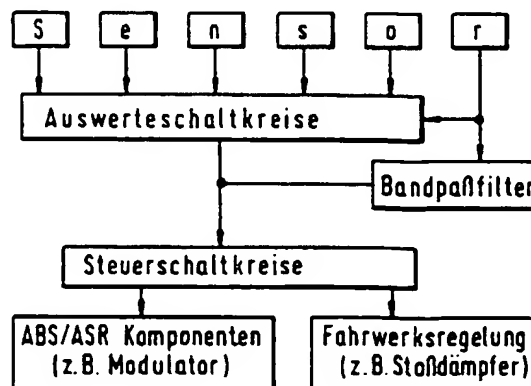 S e n s o r
Auswerteschaltkreise
Bandpaßfilter
Steuerschaltkreise
ABS/ASR Komponenten
(z.B. Modulator)
Fahrwerksregelung
(z.B. Stoßdämpfer)